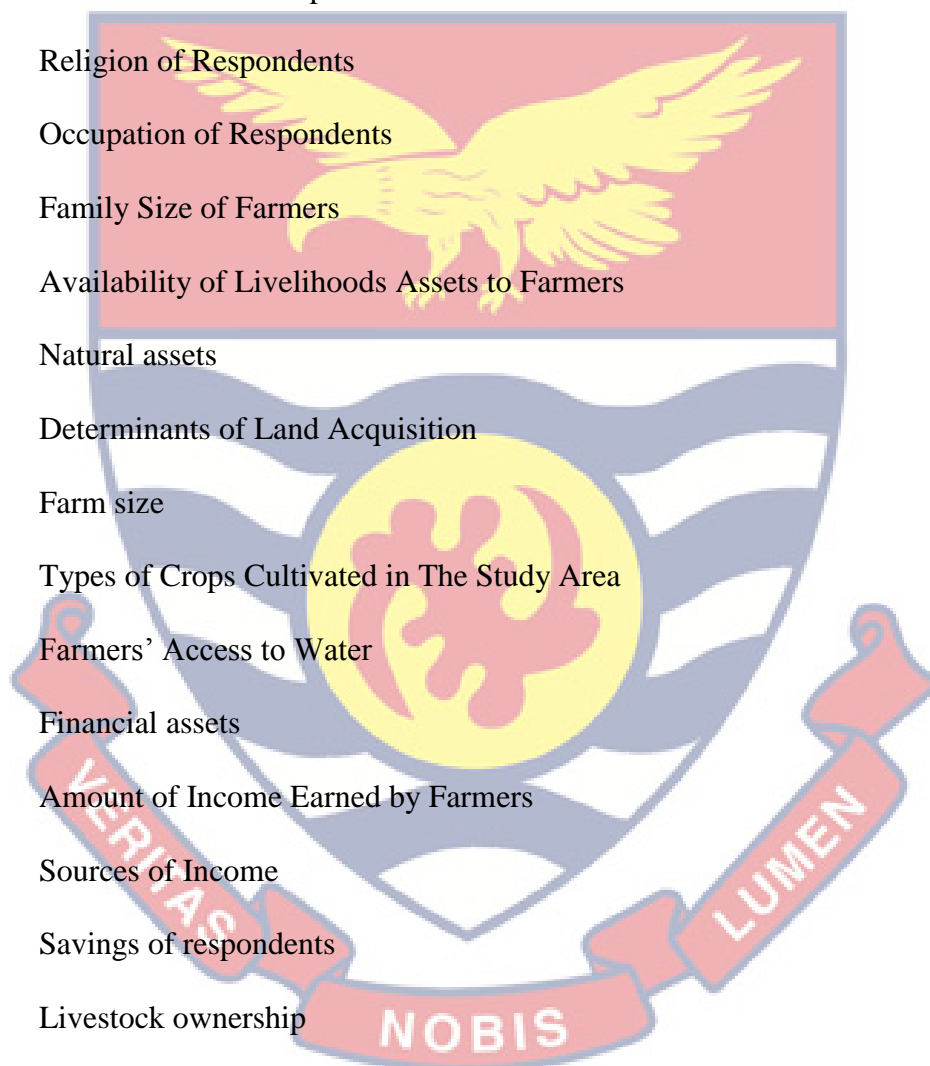 Religion of Respondents
Occupation of Respondents
Family Size of Farmers
Availability of Livelihoods Assets to Farmers
Natural assets
Determinants of Land Acquisition
Farm size
Types of Crops Cultivated in The Study Area
Farmers’ Access to Water
Financial assets
Amount of Income Earned by Farmers
Sources of Income
Savings of respondents
Livestock ownership
VERITAS
NOBIS
LUMEN